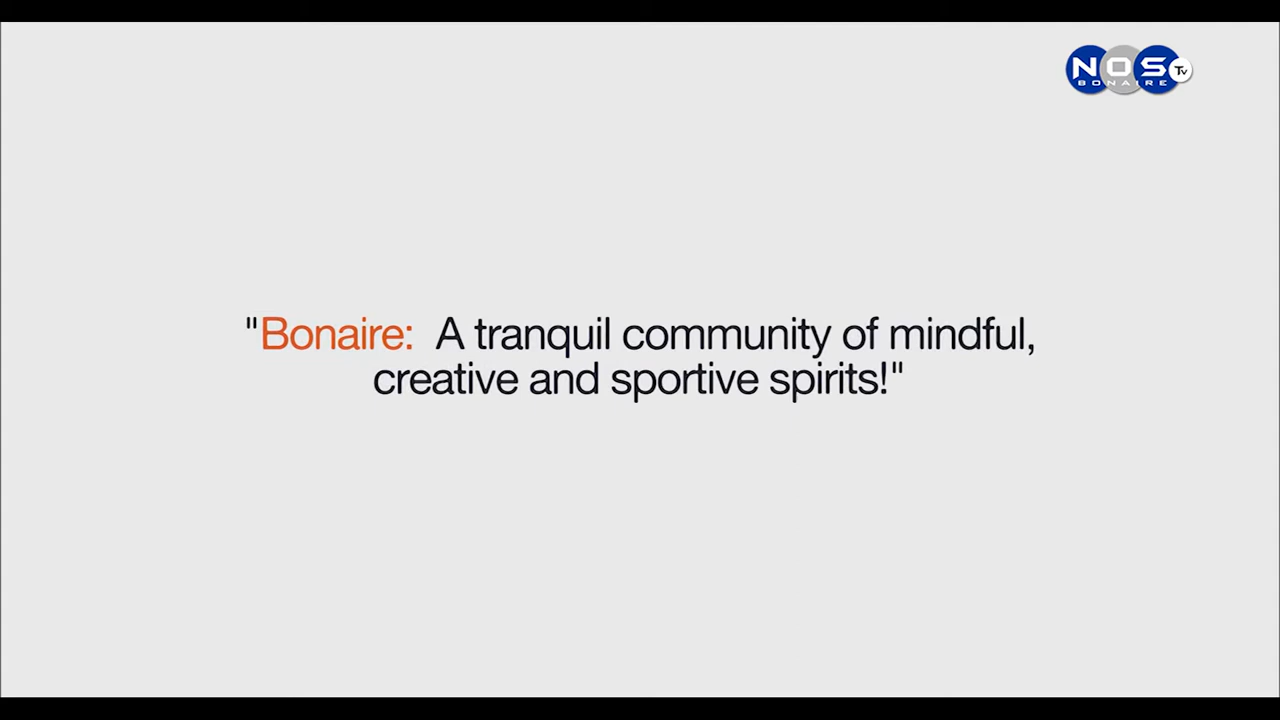 NOS TV
BONAIRE
"Bonaire: A tranquil community of mindful,
creative and sportive spirits!"